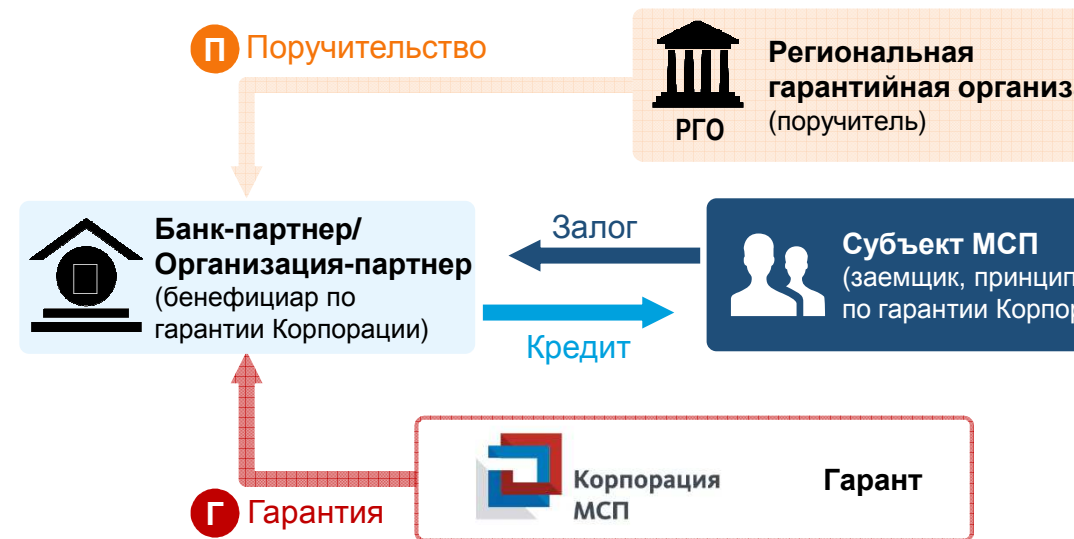 П Поручительство
Региональная
гарантийная организ
(поручитель)
РГО
Банк-партнер/
Организация-партнер
(бенефициар по
гарантии Корпорации)
Залог
Кредит
Субъект МСП
(заемщик, принцип
по гарантии Корпор
Корпорация
МСП
Гарант
Г Гарантия